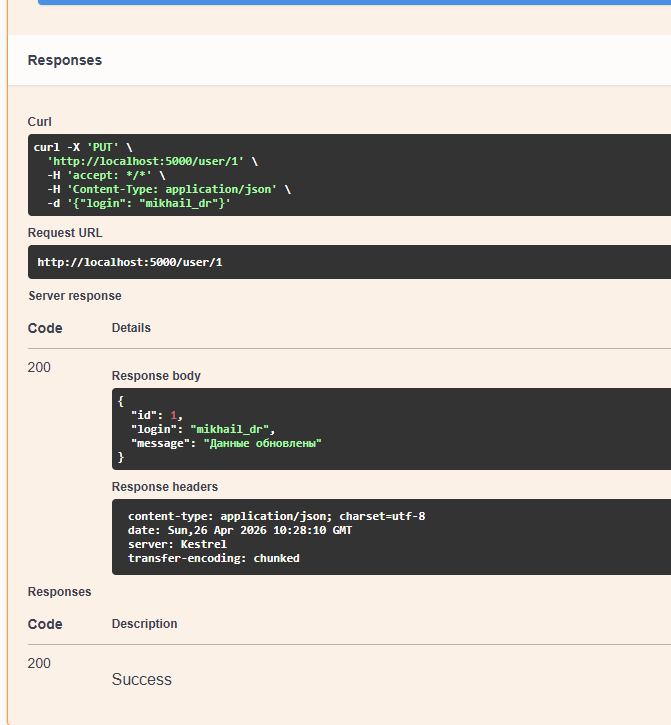 Responses
Curl
curl -X 'PUT' \
'http://localhost:5000/user/1' \
-H 'accept: */*' \
-H 'Content-Type: application/json' \
-d '{"login": "mikhail_dr"}'
Request URL
http://localhost:5000/user/1
Server response
Code Details
200
Response body
{
"id": 1,
"login": "mikhail_dr",
"message": "Данные обновлены"
}
Response headers
content-type: application/json; charset=utf-8
date: Sun,26 Apr 2026 10:28:10 GMT
server: Kestrel
transfer-encoding: chunked
Responses
Code Description
200
Success